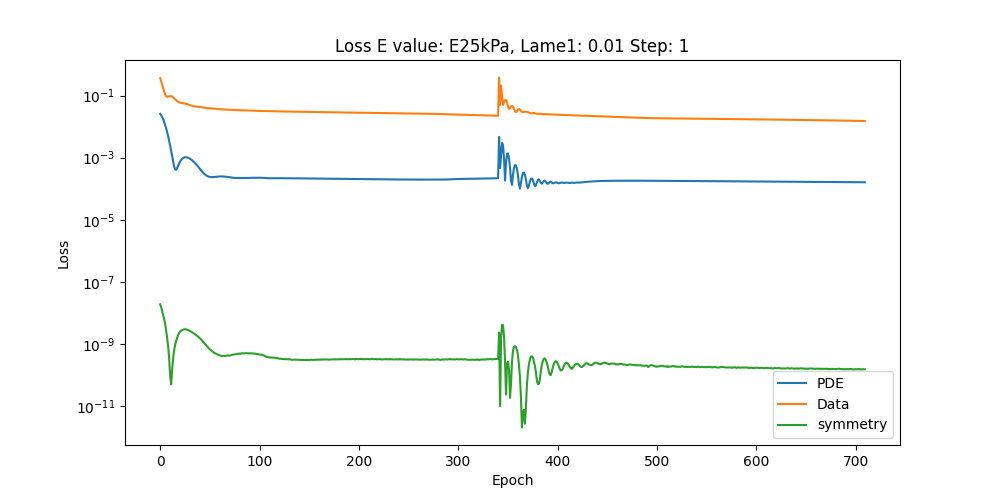 Loss E value: E25kPa, Lame1: 0.01 Step: 1
Loss
10⁻¹
10⁻³
10⁻⁵
10⁻⁷
10⁻⁹
10⁻¹¹
0 100 200 300 400 500 600 700
Epoch
PDE
Data
symmetry